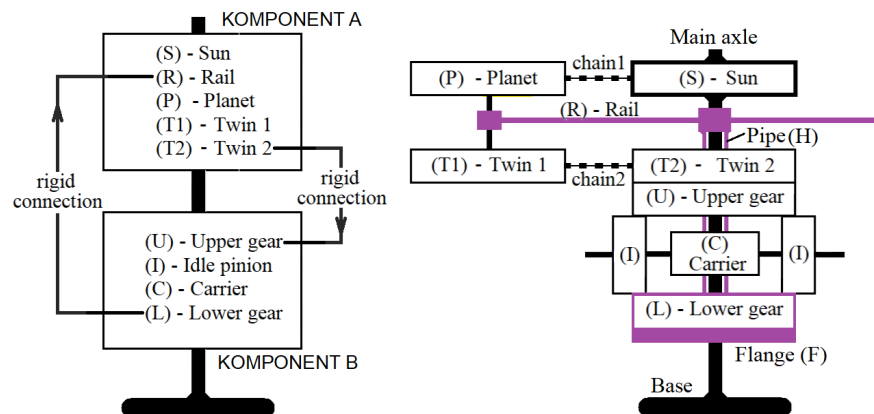 KOMPONENT A
(S) - Sun
(R) - Rail
(P) - Planet
(T1) - Twin 1
(T2) - Twin 2
rigid
connection
rigid
connection
(U) - Upper gear
(I) - Idle pinion
(C) - Carrier
(L) - Lower gear
KOMPONENT B
Main axle
(P) - Planet
chain1
(S) - Sun
(R) - Rail
Pipe (H)
(T1) - Twin 1
chain2
(T2) - Twin 2
(U) - Upper gear
(I)
(C)
Carrier
(I)
(L) - Lower gear
Flange (F)
Base